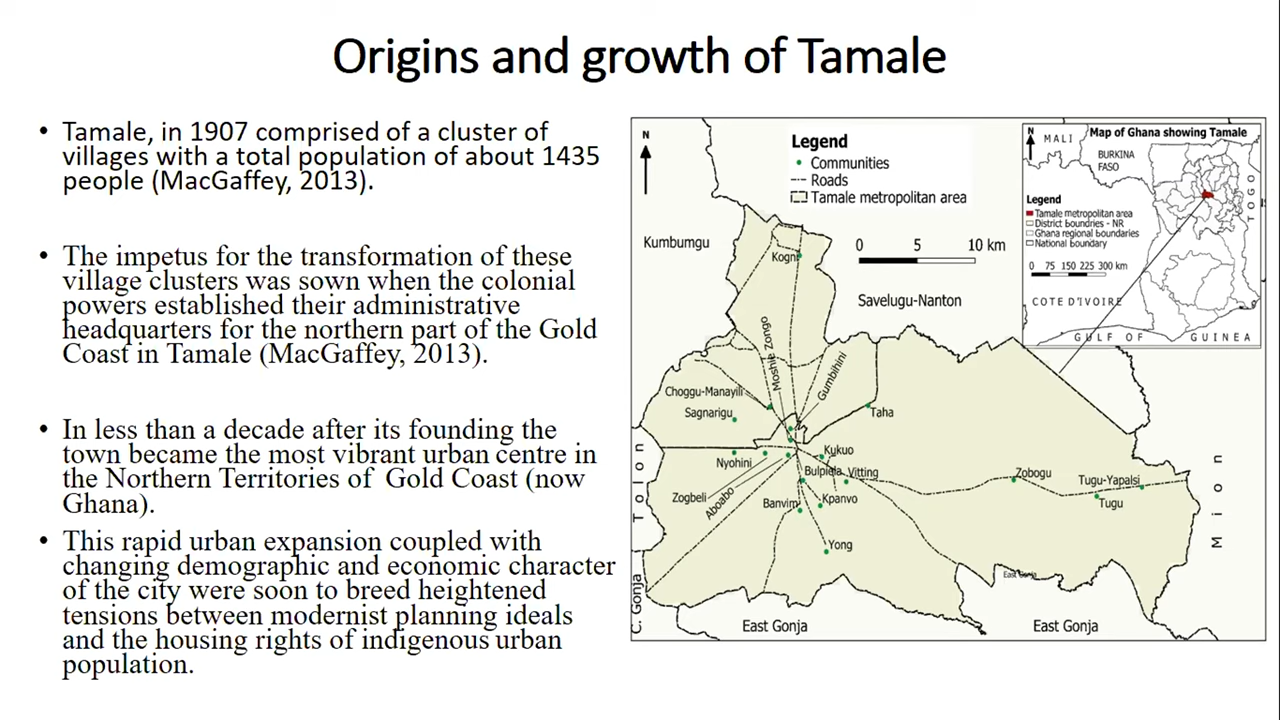 Origins and growth of Tamale
• Tamale, in 1907 comprised of a cluster of
villages with a total population of about 1435
people (MacGaffey, 2013).
• The impetus for the transformation of these
village clusters was sown when the colonial
powers established their administrative
headquarters for the northern part of the Gold
Coast in Tamale (MacGaffey, 2013).
• In less than a decade after its founding the
town became the most vibrant urban centre in
the Northern Territories of Gold Coast (now
Ghana).
• This rapid urban expansion coupled with
changing demographic and economic character
of the city were soon to breed heightened
tensions between modernist planning ideals
and the housing rights of indigenous urban
population.
N
Legend
Communities
Roads
Tamale metropolitan area
0 5 10 km
Kumbumgu
Kogni
Savelugu-Nanton
Moshie Zongo
Gumbihini
Choggu-Manayili
Sagnarigu
Taha
Tolon
Nyohini
Kukuo
Bulpiela
Vitting
Zobogu
Tugu-Yapalsi
Zogbeli
Aboabo
Banvim
Kpanvo
Tugu
Mion
Yong
C. Gonja
East Gonja
East Gonja
East Gonja
N
Map of Ghana showing Tamale
MALI
BURKINA
FASO
TOGO
Legend
Tamale metropolitan area
District Boundries - NR
Ghana regional boundaries
National boundary
0 75 150 225 300 km
COTE D'IVOIRE
GULF OF GUINEA